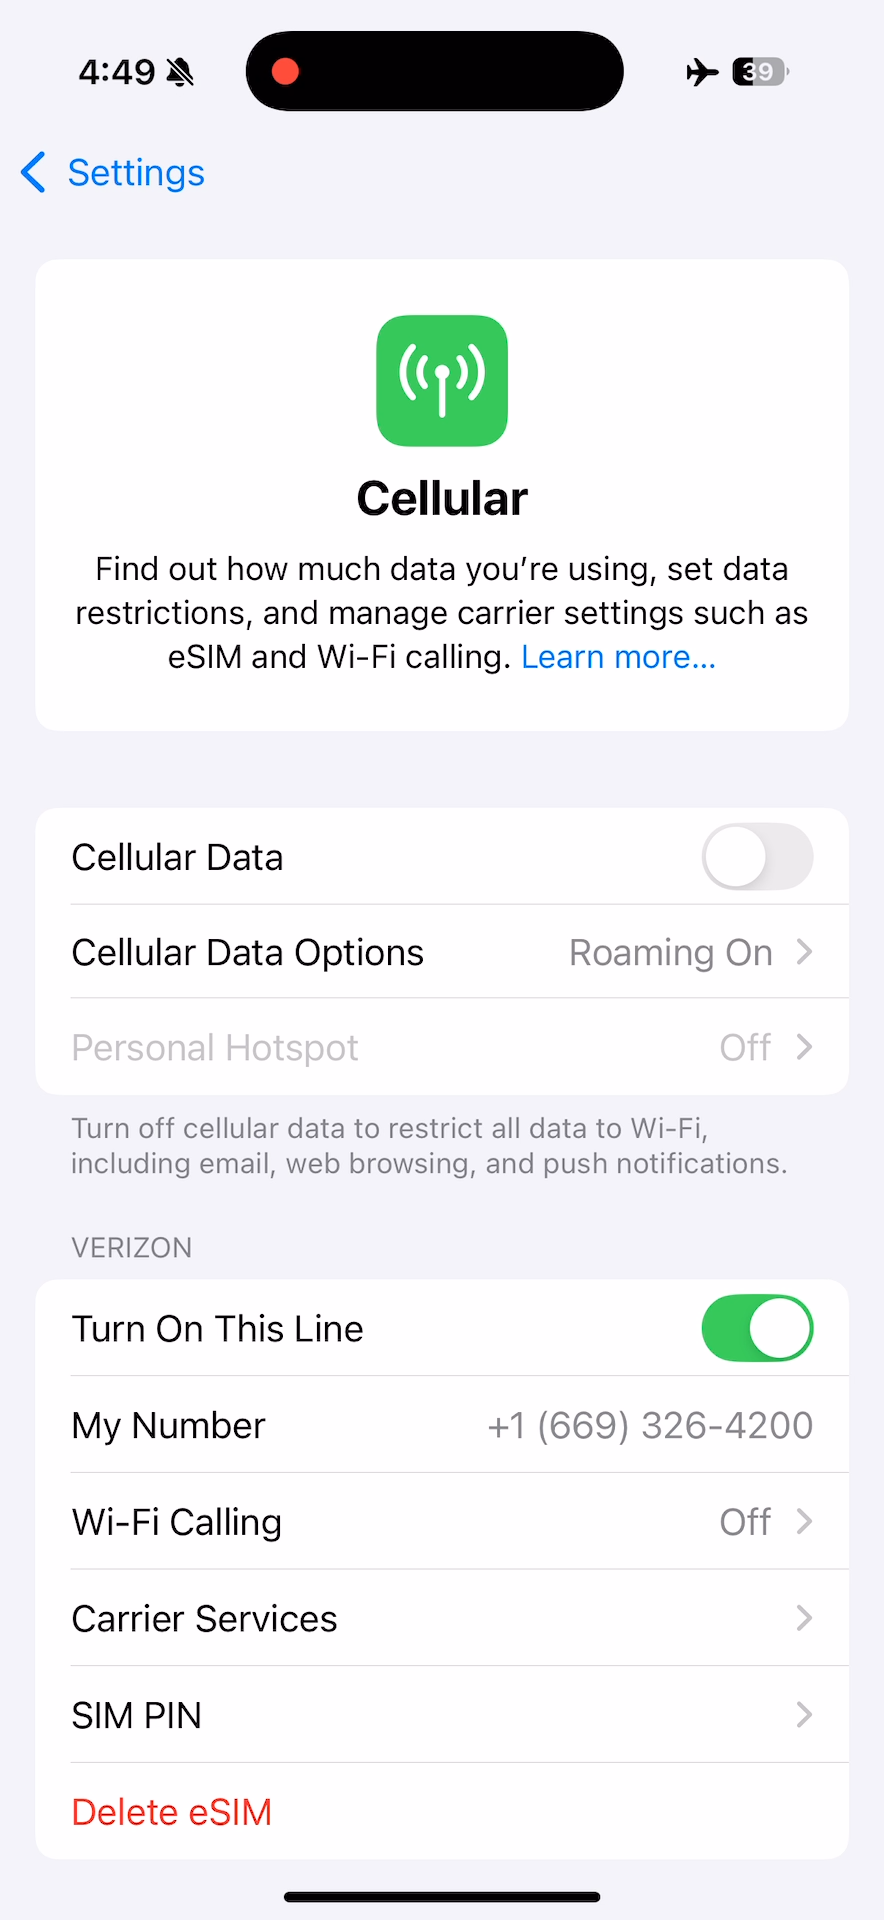 4:49
39
Settings
Cellular
Find out how much data you’re using, set data
restrictions, and manage carrier settings such as
eSIM and Wi-Fi calling. Learn more...
Cellular Data
Cellular Data Options Roaming On
Personal Hotspot Off
Turn off cellular data to restrict all data to Wi-Fi,
including email, web browsing, and push notifications.
VERIZON
Turn On This Line
My Number +1 (669) 326-4200
Wi-Fi Calling Off
Carrier Services
SIM PIN
Delete eSIM